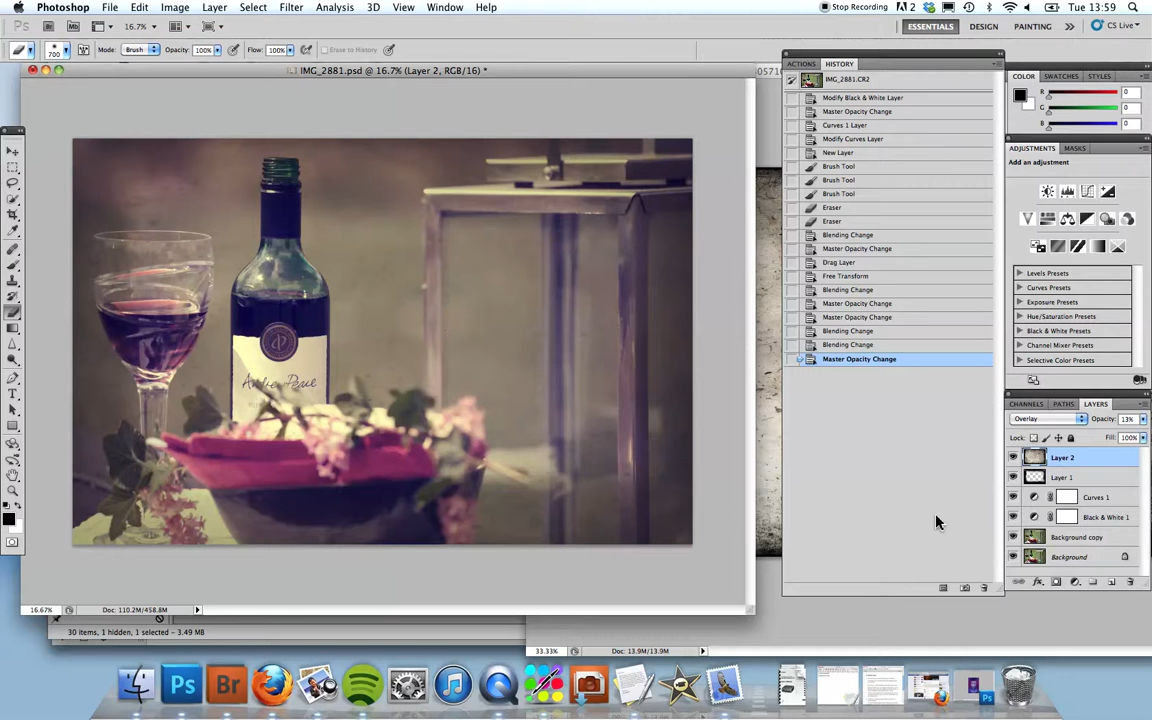 Photoshop File Edit Image Layer Select Filter Analysis 3D View Window Help Stop Recording 2 Tue 13:59
Ps Br Mb 16.7% ESSENTIALS DESIGN PAINTING CS Live
700 Mode: Brush Opacity: 100% Flow: 100% Erase to History
IMG_2881.psd @ 16.7% (Layer 2, RGB/16) *
ACTIONS HISTORY
IMG_2881.CR2
Modify Black & White Layer
Master Opacity Change
Curves 1 Layer
Modify Curves Layer
New Layer
Brush Tool
Brush Tool
Brush Tool
Eraser
Eraser
Blending Change
Master Opacity Change
Drag Layer
Free Transform
Blending Change
Master Opacity Change
Master Opacity Change
Blending Change
Blending Change
Master Opacity Change
COLOR SWATCHES STYLES
R 0
G 0
B 0
ADJUSTMENTS MASKS
Add an adjustment
Levels Presets
Curves Presets
Exposure Presets
Hue/Saturation Presets
Black & White Presets
Channel Mixer Presets
Selective Color Presets
CHANNELS PATHS LAYERS
Overlay Opacity: 13%
Lock: Fill: 100%
Layer 2
Layer 1
Curves 1
Black & White 1
Background copy
Background
16.67% Doc: 110.2M/458.8M
30 items, 1 hidden, 1 selected - 3.49 MB
33.33% Doc: 13.9M/13.9M
Ps Br